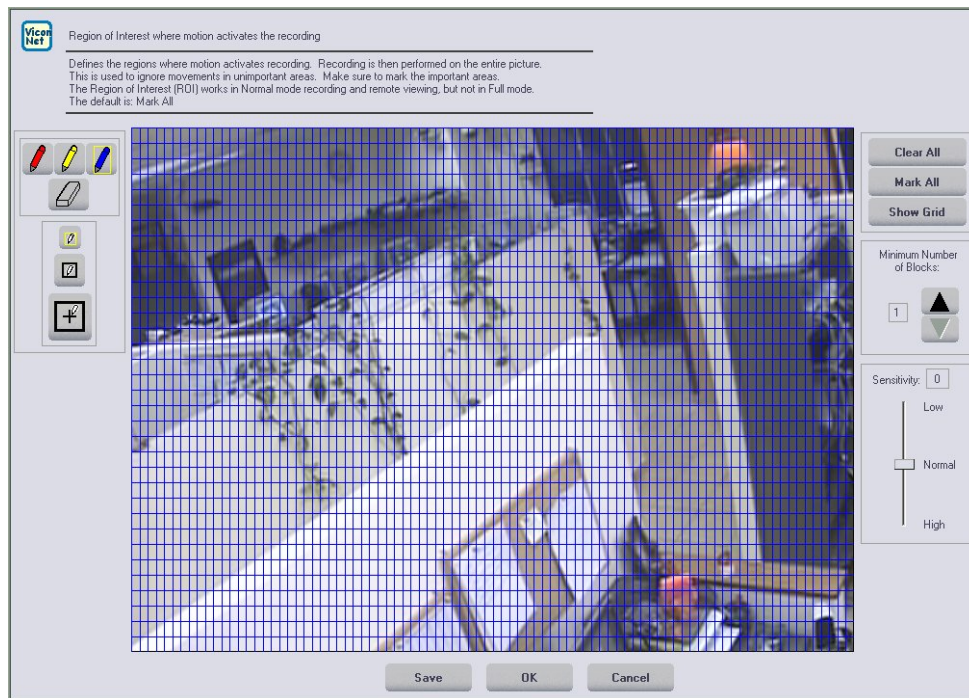 Vicon
Net
Region of Interest where motion activates the recording
Defines the regions where motion activates recording. Recording is then performed on the entire picture.
This is used to ignore movements in unimportant areas. Make sure to mark the important areas.
The Region of Interest (ROI) works in Normal mode recording and remote viewing, but not in Full mode.
The default is: Mark All
Clear All
Mark All
Show Grid
Minimum Number
of Blocks:
1
Sensitivity: 0
Low
Normal
High
Save OK Cancel